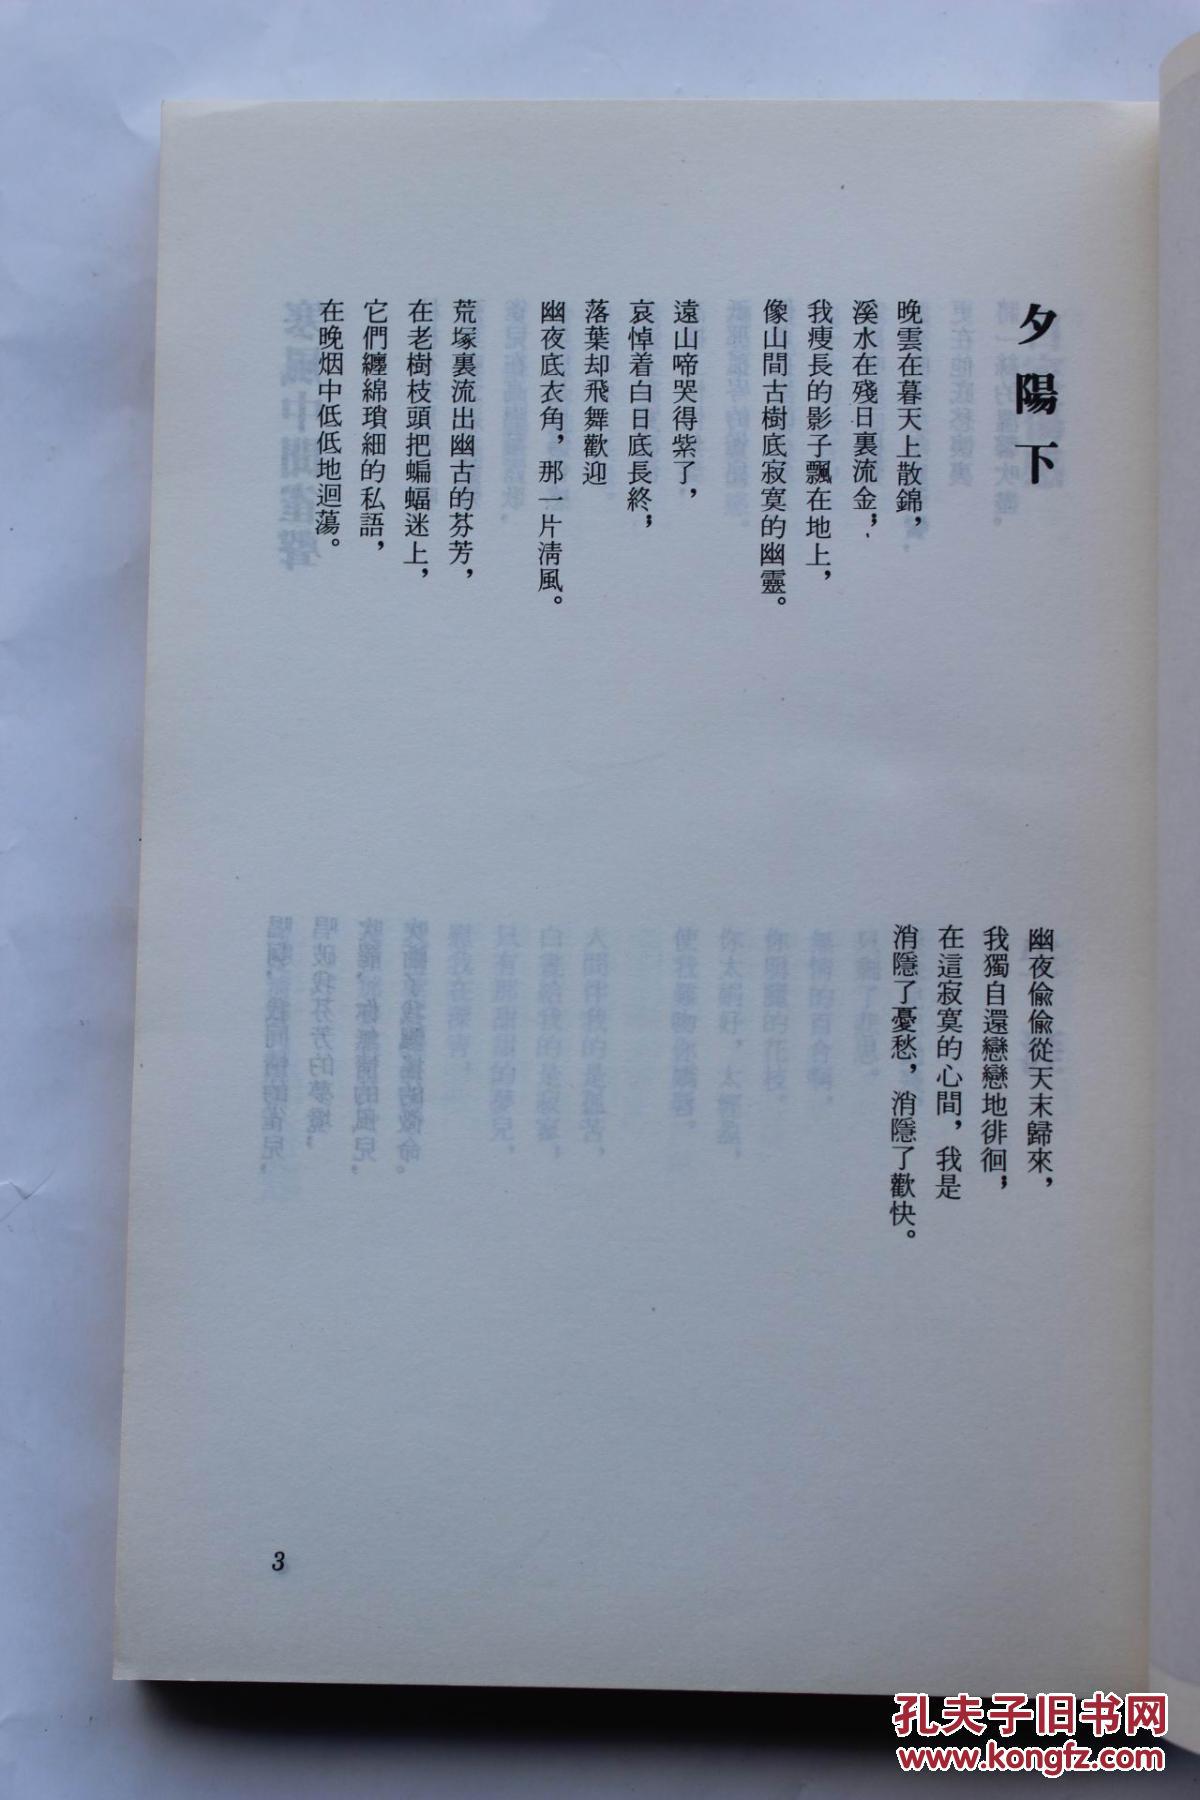 夕陽下
晚雲在暮天上散錦，
溪水在殘日裏流金；
我瘦長的影子飄在地上，
像山間古樹底寂寞的幽靈。
遠山啼哭得紫了，
哀悼着白日底長終；
落葉却飛舞歡迎
幽夜底衣角，那一片淸風。
荒塚裏流出幽古的芬芳，
在老樹枝頭把蝙蝠迷上，
它們纏綿瑣細的私語，
在晚烟中低低地迴蕩。
幽夜偸偸從天末歸來，
我獨自還戀戀地徘徊；
在這寂寞的心間，我是
消隱了憂愁，消隱了歡快。
3
孔夫子旧书网
www.kongfz.com